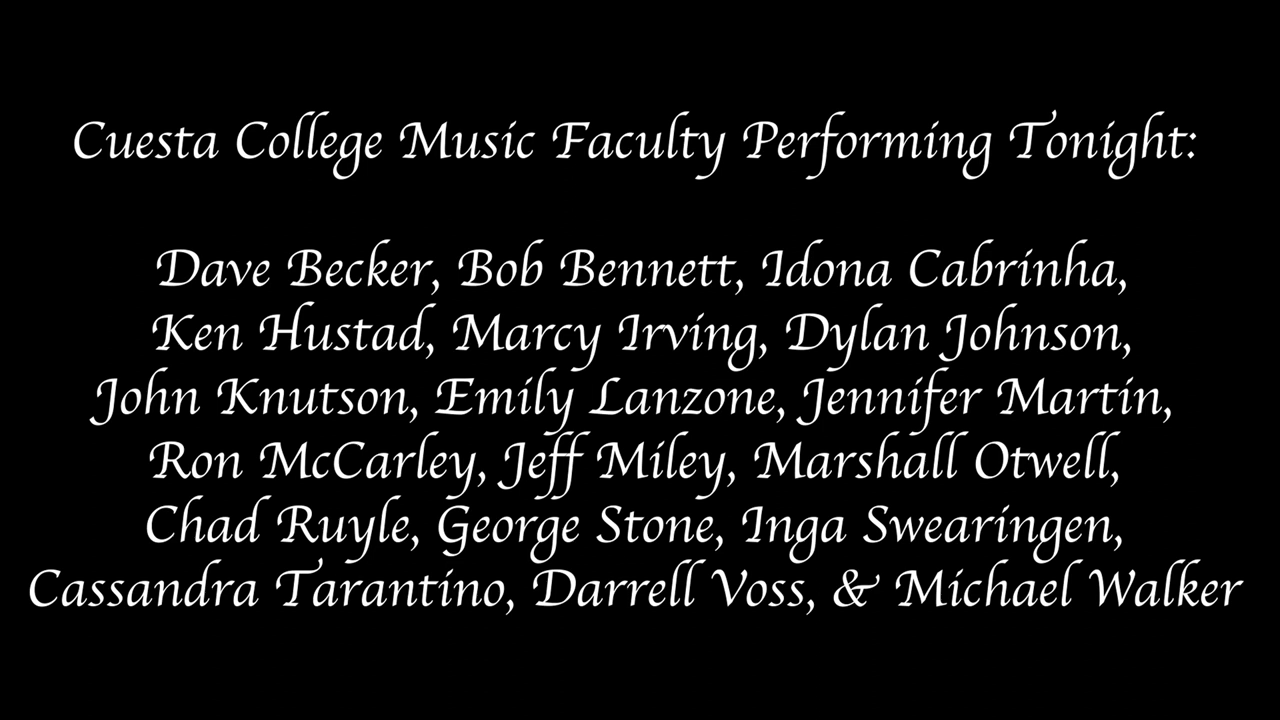 Cuesta College Music Faculty Performing Tonight:
Dave Becker, Bob Bennett, Idona Cabrinha,
Ken Hustad, Marcy Irving, Dylan Johnson,
John Knutson, Emily Lanzone, Jennifer Martin,
Ron McCarley, Jeff Miley, Marshall Otwell,
Chad Ruyle, George Stone, Inga Swearingen,
Cassandra Tarantino, Darrell Voss, & Michael Walker